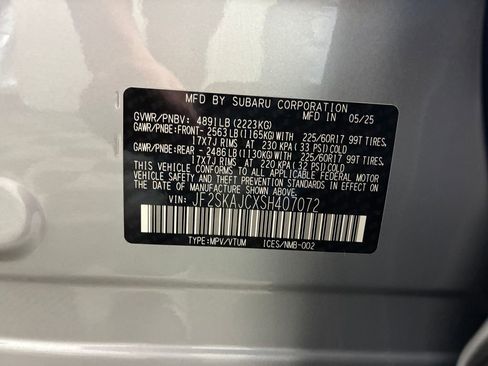 MFD BY SUBARU CORPORATION
MFD IN 05/25
GVWR/PNBV: 4891LB (2223KG)
GAWR/PNBE:FRONT- 2563LB(1165KG)WITH 225/60R17 99T TIRES,
17X7J RIMS AT 230 KPA(33 PSI)COLD
GAWR/PNBE:REAR - 2486LB(1130KG)WITH 225/60R17 99T TIRES,
17X7J RIMS AT 220 KPA(32 PSI)COLD
THIS VEHICLE CONFORMS TO ALL APPLICABLE FEDERAL MOTOR
VEHICLE SAFETY AND THEFT PREVENTION STANDARDS IN EFFECT ON THE
DATE OF MANUFACTURE SHOWN ABOVE.
VIN: JF2SKAJCXSH407072
TYPE:MPV/VTUM ICES/NMB-002